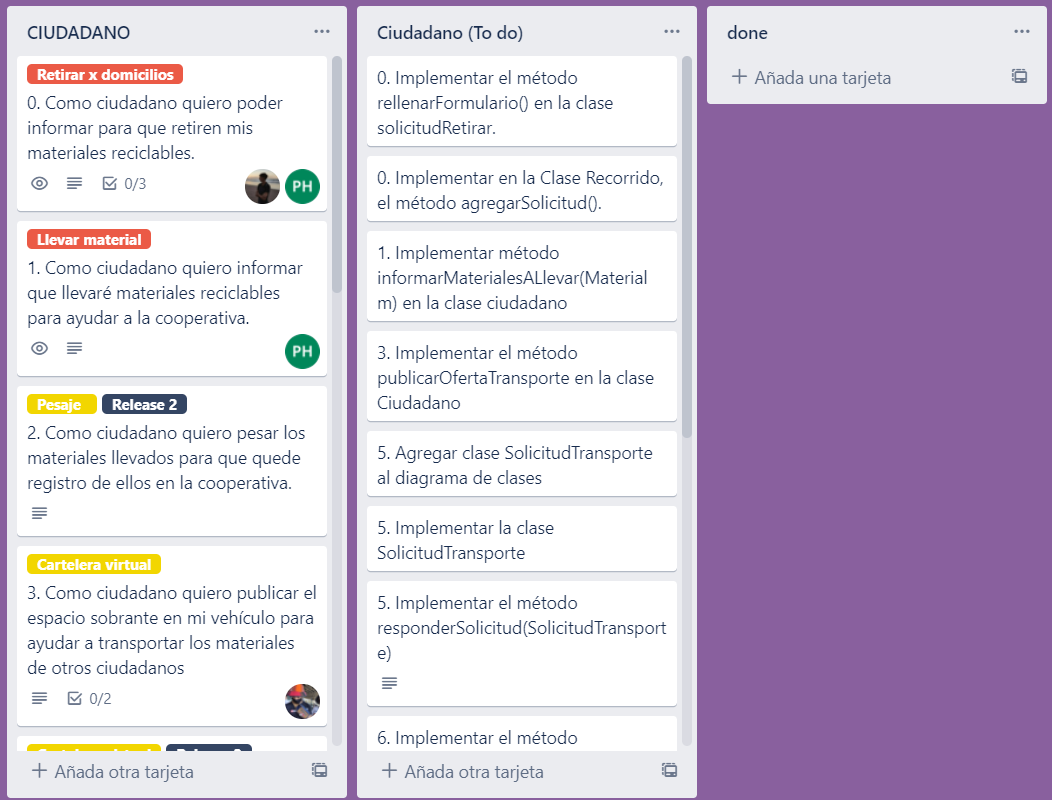 CIUDADANO
Retirar x domicilios
0. Como ciudadano quiero poder
informar para que retiren mis
materiales reciclables.
0/3
PH
Llevar material
1. Como ciudadano quiero informar
que llevaré materiales reciclables
para ayudar a la cooperativa.
PH
Pesaje
Release 2
2. Como ciudadano quiero pesar los
materiales llevados para que quede
registro de ellos en la cooperativa.
Cartelera virtual
3. Como ciudadano quiero publicar el
espacio sobrante en mi vehículo para
ayudar a transportar los materiales
de otros ciudadanos
0/2
Añada otra tarjeta
Ciudadano (To do)
0. Implementar el método
rellenarFormulario() en la clase
solicitudRetirar.
0. Implementar en la Clase Recorrido,
el método agregarSolicitud().
1. Implementar método
informarMaterialesALlevar(Material
m) en la clase ciudadano
3. Implementar el método
publicarOfertaTransporte en la clase
Ciudadano
5. Agregar clase SolicitudTransporte
al diagrama de clases
5. Implementar la clase
SolicitudTransporte
5. Implementar el método
responderSolicitud(SolicitudTransport
e)
6. Implementar el método
Añada otra tarjeta
done
Añada una tarjeta